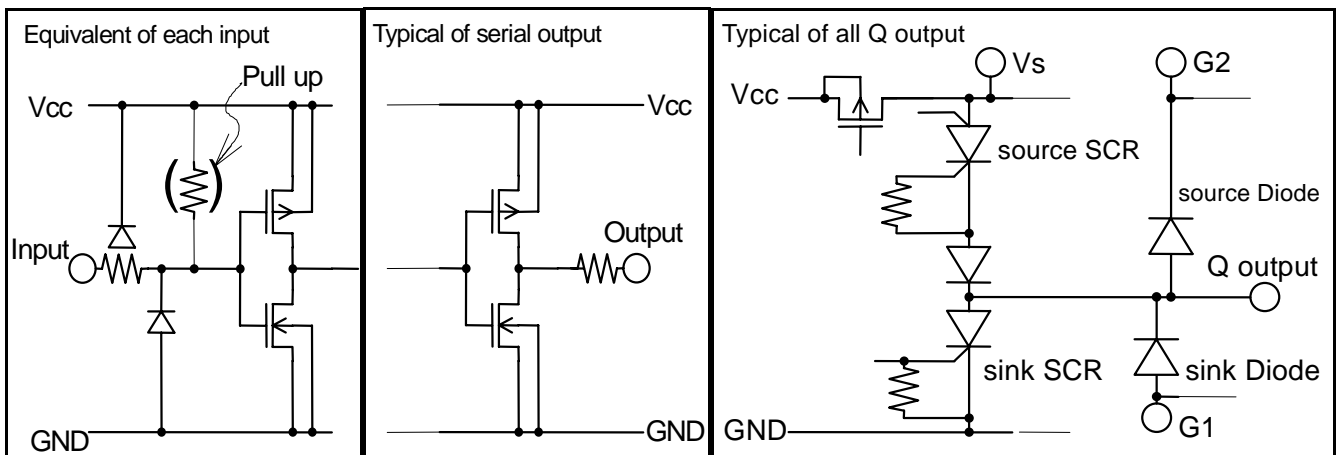 Equivalent of each input
Pull up
Vcc
Input
GND
Typical of serial output
Vcc
Output
GND
Typical of all Q output
Vs
G2
Vcc
source SCR
source Diode
Q output
sink SCR
sink Diode
G1
GND